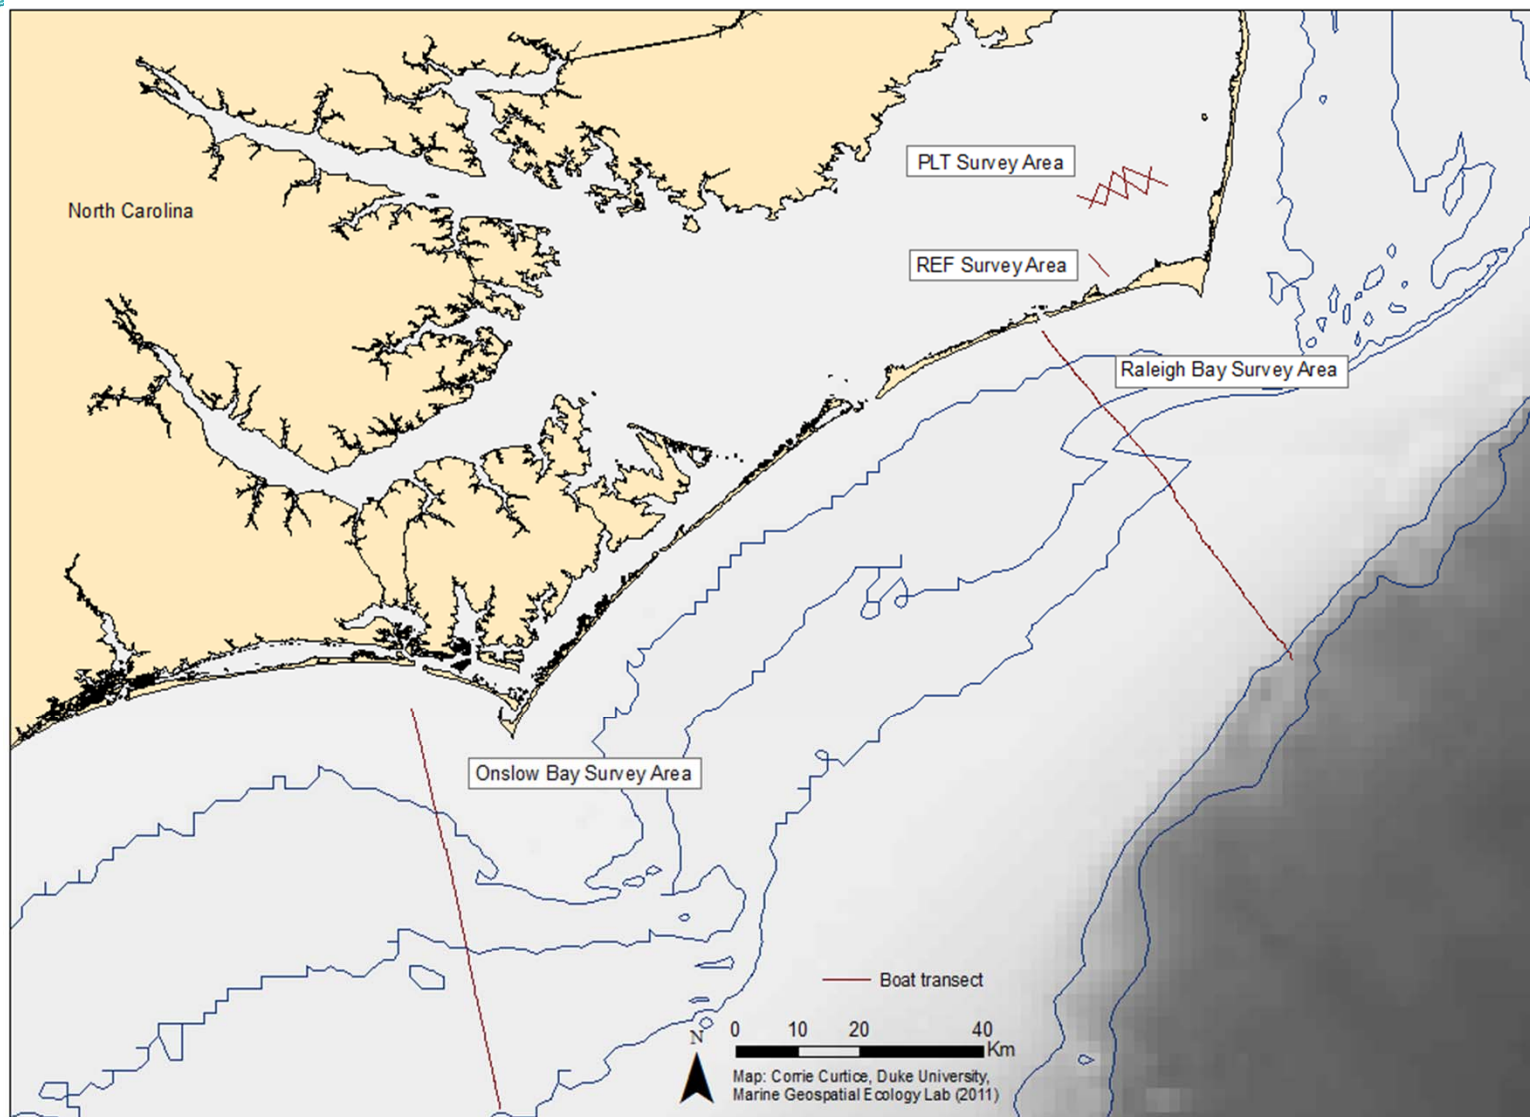 PLT Survey Area
North Carolina
REF Survey Area
Raleigh Bay Survey Area
Onslow Bay Survey Area
Boat transect
N
0 10 20 40
Km
Map: Corrie Curtice, Duke University,
Marine Geospatial Ecology Lab (2011)